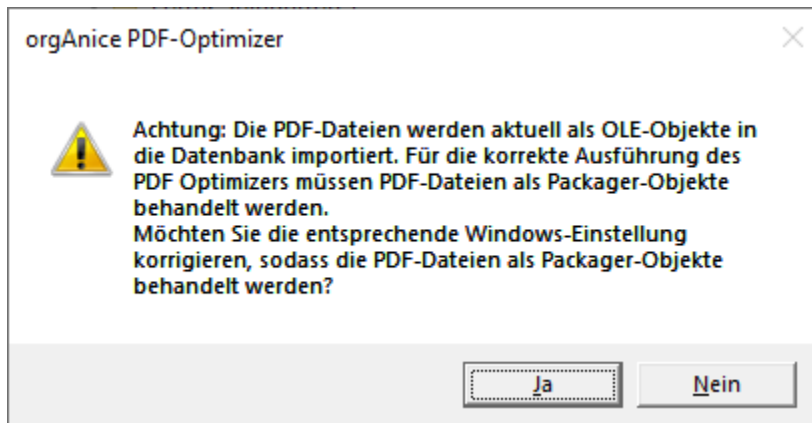 orgAnice PDF-Optimizer
Achtung: Die PDF-Dateien werden aktuell als OLE-Objekte in
die Datenbank importiert. Für die korrekte Ausführung des
PDF Optimizers müssen PDF-Dateien als Packager-Objekte
behandelt werden.
Möchten Sie die entsprechende Windows-Einstellung
korrigieren, sodass die PDF-Dateien als Packager-Objekte
behandelt werden?
Ja
Nein